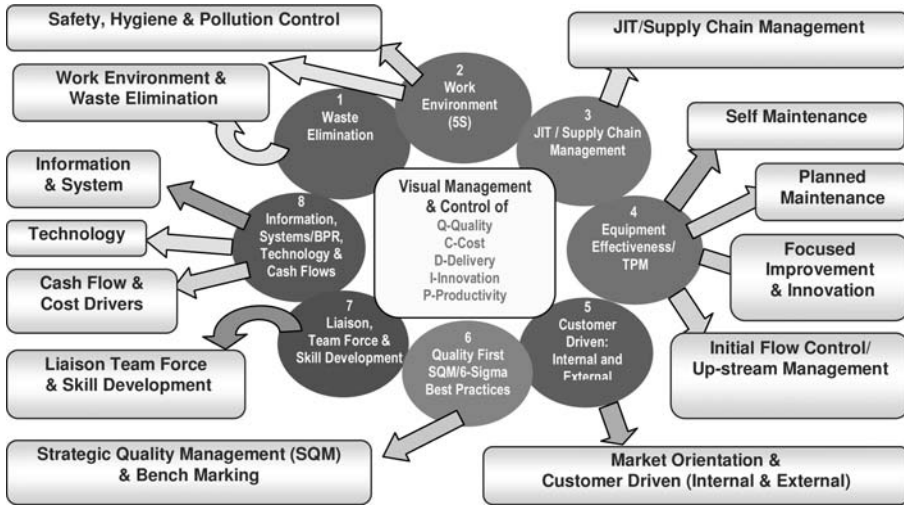 Safety, Hygiene & Pollution Control
JIT/Supply Chain Management
Work Environment &
Waste Elimination
1
Waste
Elimination
2
Work
Environment
(5S)
3
JIT / Supply Chain
Management
Self Maintenance
Information
& System
Planned
Maintenance
Visual Management
& Control of
Q-Quality
C-Cost
D-Delivery
I-Innovation
P-Productivity
8
Information,
Systems/BPR,
Technology &
Cash Flows
4
Equipment
Effectiveness/
TPM
Technology
Focused
Improvement
& Innovation
Cash Flow &
Cost Drivers
7
Liaison,
Team Force
& Skill Development
6
Quality First
SQM/6-Sigma
Best Practices
5
Customer
Driven:
Internal and
External
Initial Flow Control/
Up-stream Management
Liaison Team Force
& Skill Development
Strategic Quality Management (SQM)
& Bench Marking
Market Orientation &
Customer Driven (Internal & External)